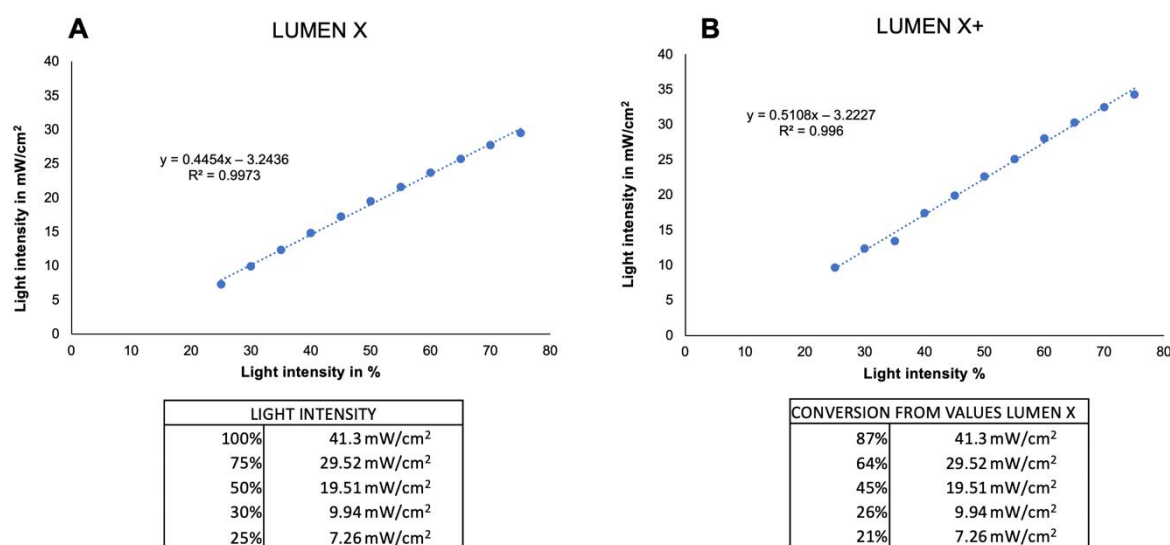 A
LUMEN X
40
35
30
25
20
15
10
5
0
Light intensity in mW/cm²
y = 0.4454x – 3.2436
R² = 0.9973
0 10 20 30 40 50 60 70 80
Light intensity in %
LIGHT INTENSITY
100% 41.3 mW/cm²
75% 29.52 mW/cm²
50% 19.51 mW/cm²
30% 9.94 mW/cm²
25% 7.26 mW/cm²
B
LUMEN X+
40
35
30
25
20
15
10
5
0
Light intensity in mW/cm²
y = 0.5108x – 3.2227
R² = 0.996
0 10 20 30 40 50 60 70 80
Light intensity %
CONVERSION FROM VALUES LUMEN X
87% 41.3 mW/cm²
64% 29.52 mW/cm²
45% 19.51 mW/cm²
26% 9.94 mW/cm²
21% 7.26 mW/cm²